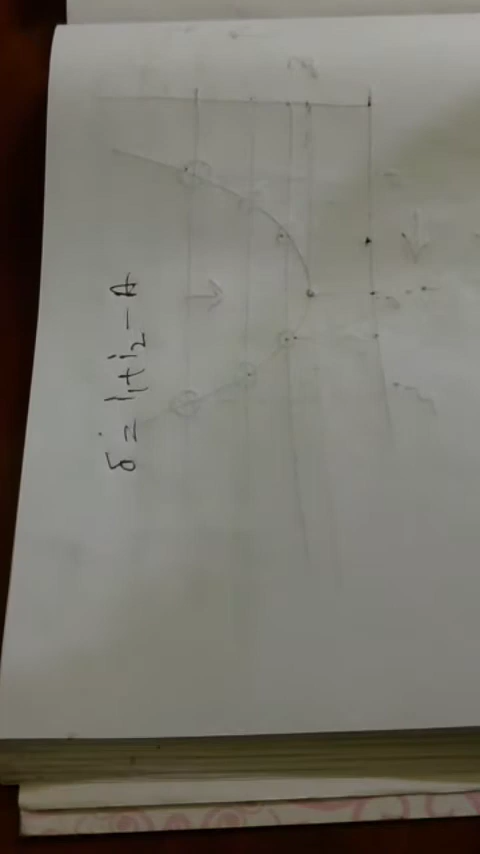 δ = i₁ + i₂ - A